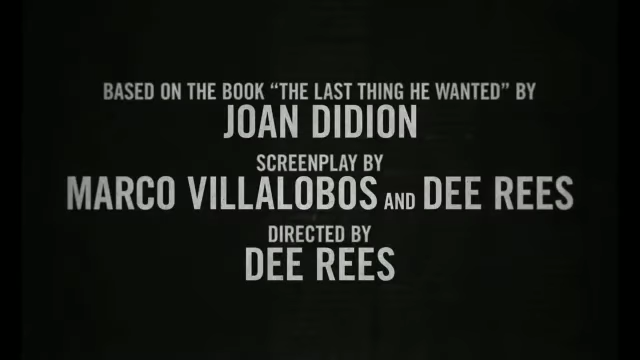 BASED ON THE BOOK “THE LAST THING HE WANTED” BY
JOAN DIDION
SCREENPLAY BY
MARCO VILLALOBOS AND DEE REES
DIRECTED BY
DEE REES